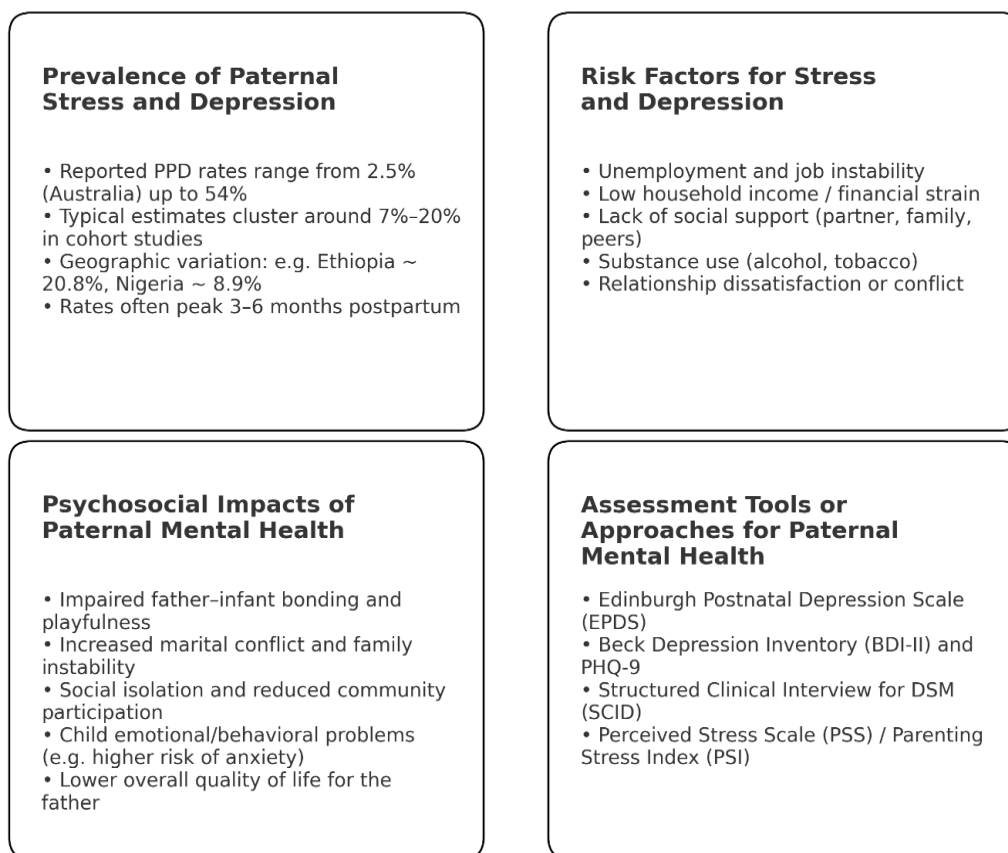 Prevalence of Paternal
Stress and Depression
• Reported PPD rates range from 2.5%
(Australia) up to 54%
• Typical estimates cluster around 7%–20%
in cohort studies
• Geographic variation: e.g. Ethiopia ~
20.8%, Nigeria ~ 8.9%
• Rates often peak 3–6 months postpartum
Risk Factors for Stress
and Depression
• Unemployment and job instability
• Low household income / financial strain
• Lack of social support (partner, family,
peers)
• Substance use (alcohol, tobacco)
• Relationship dissatisfaction or conflict
Psychosocial Impacts of
Paternal Mental Health
• Impaired father–infant bonding and
playfulness
• Increased marital conflict and family
instability
• Social isolation and reduced community
participation
• Child emotional/behavioral problems
(e.g. higher risk of anxiety)
• Lower overall quality of life for the
father
Assessment Tools or
Approaches for Paternal
Mental Health
• Edinburgh Postnatal Depression Scale
(EPDS)
• Beck Depression Inventory (BDI-II) and
PHQ-9
• Structured Clinical Interview for DSM
(SCID)
• Perceived Stress Scale (PSS) / Parenting
Stress Index (PSI)